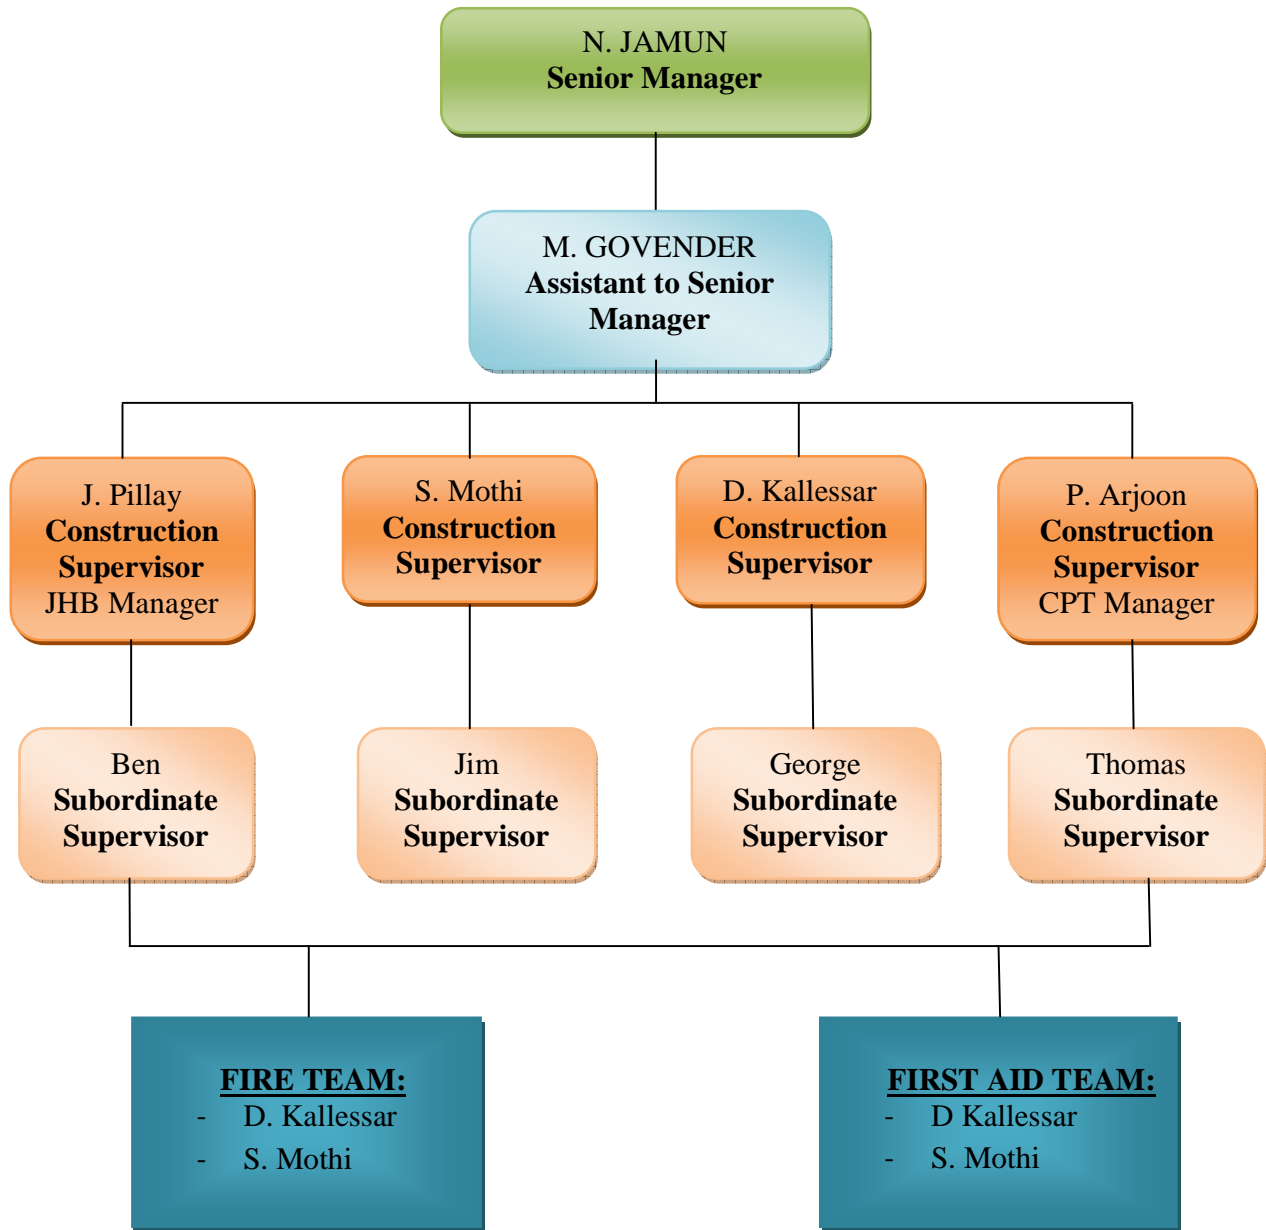 N. JAMUN
Senior Manager
M. GOVENDER
Assistant to Senior
Manager
J. Pillay
Construction
Supervisor
JHB Manager
S. Mothi
Construction
Supervisor
D. Kallessar
Construction
Supervisor
P. Arjoon
Construction
Supervisor
CPT Manager
Ben
Subordinate
Supervisor
Jim
Subordinate
Supervisor
George
Subordinate
Supervisor
Thomas
Subordinate
Supervisor
FIRE TEAM:
- D. Kallessar
- S. Mothi
FIRST AID TEAM:
- D Kallessar
- S. Mothi